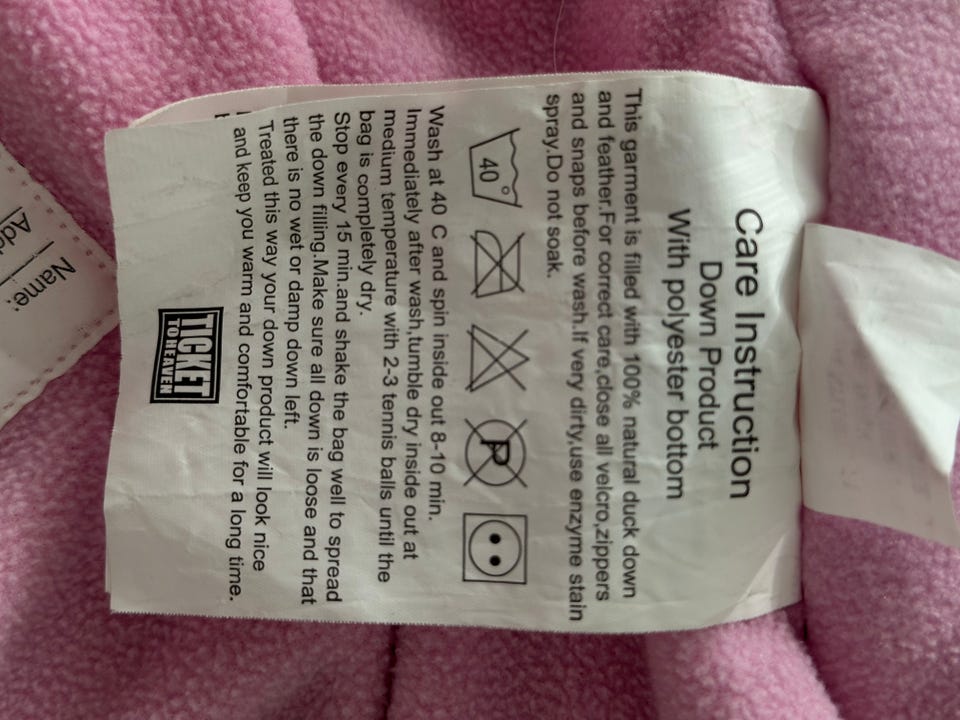 Care Instruction
Down Product
With polyester bottom
This garment is filled with 100% natural duck down
and feather.For correct care,close all velcro,zippers
and snaps before wash.If very dirty,use enzyme stain
spray.Do not soak.
40
P
Wash at 40 C and spin inside out 8-10 min.
Immediately after wash,tumble dry inside out at
medium temperature with 2-3 tennis balls until the
bag is completely dry.
Stop every 15 min.and shake the bag well to spread
the down filling.Make sure all down is loose and that
there is no wet or damp down left.
Treated this way your down product will look nice
and keep you warm and comfortable for a long time.
TICKET
TO HEAVEN
Name: